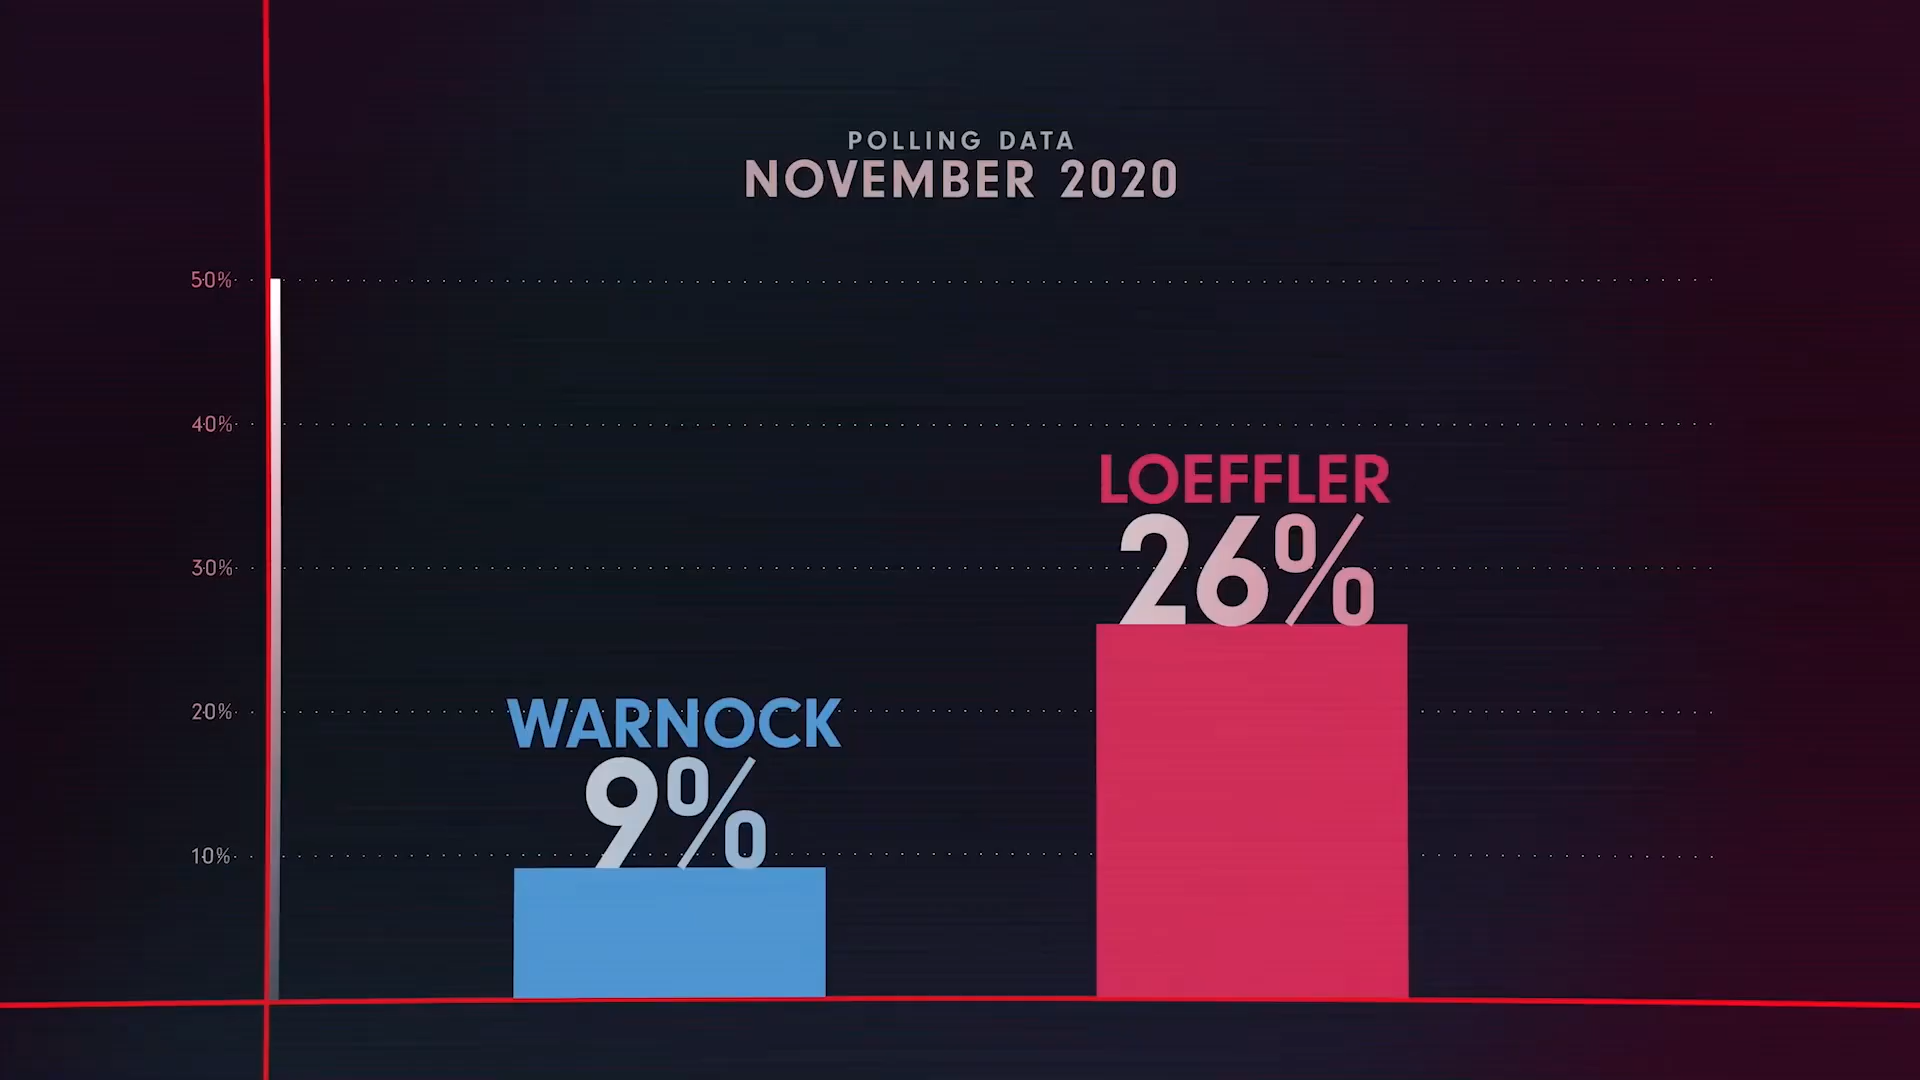 POLLING DATA
NOVEMBER 2020
50%
40%
LOEFFLER
26%
30%
20%
WARNOCK
9%
10%